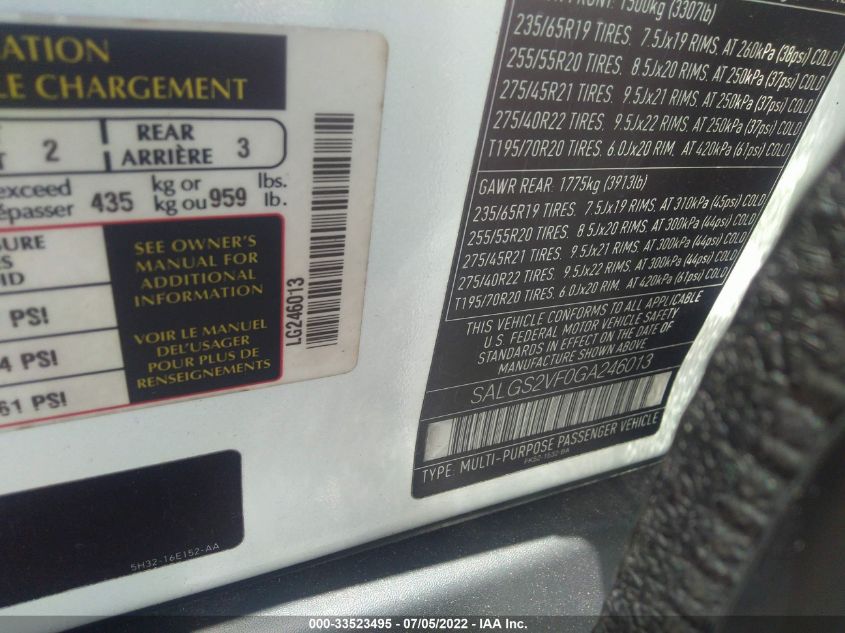 ATION
LE CHARGEMENT
2
REAR
ARRIÈRE 3
exceed
épasser 435 kg or
kg ou 959 lbs.
lb.
SURE
ES
ID
PSI
4 PSI
61 PSI
SEE OWNER'S
MANUAL FOR
ADDITIONAL
INFORMATION
VOIR LE MANUEL
DEL'USAGER
POUR PLUS DE
RENSEIGNEMENTS
LG246013
5H32-16E152-AA
FRONT: 1500kg (3307lb)
235/65R19 TIRES. 7.5Jx19 RIMS. AT 260kPa (38psi) COLD
255/55R20 TIRES. 8.5Jx20 RIMS. AT 250kPa (37psi) COLD
275/45R21 TIRES. 9.5Jx21 RIMS. AT 250kPa (37psi) COLD
275/40R22 TIRES. 9.5Jx22 RIMS. AT 250kPa (37psi) COLD
T195/70R20 TIRES. 6.0Jx20 RIM. AT 420kPa (61psi) COLD
GAWR REAR: 1775kg (3913lb)
235/65R19 TIRES. 7.5Jx19 RIMS. AT 310kPa (45psi) COLD
255/55R20 TIRES. 8.5Jx20 RIMS. AT 300kPa (44psi) COLD
275/45R21 TIRES. 9.5Jx21 RIMS. AT 300kPa (44psi) COLD
275/40R22 TIRES. 9.5Jx22 RIMS. AT 300kPa (44psi) COLD
T195/70R20 TIRES. 6.0Jx20 RIM. AT 420kPa (61psi) COLD
THIS VEHICLE CONFORMS TO ALL APPLICABLE
U.S. FEDERAL MOTOR VEHICLE SAFETY
STANDARDS IN EFFECT ON THE DATE OF
MANUFACTURE SHOWN ABOVE
SALGS2VF0GA246013
TYPE: MULTI-PURPOSE PASSENGER VEHICLE
FK52-1532-BA
000-33523495 - 07/05/2022 - IAA Inc.